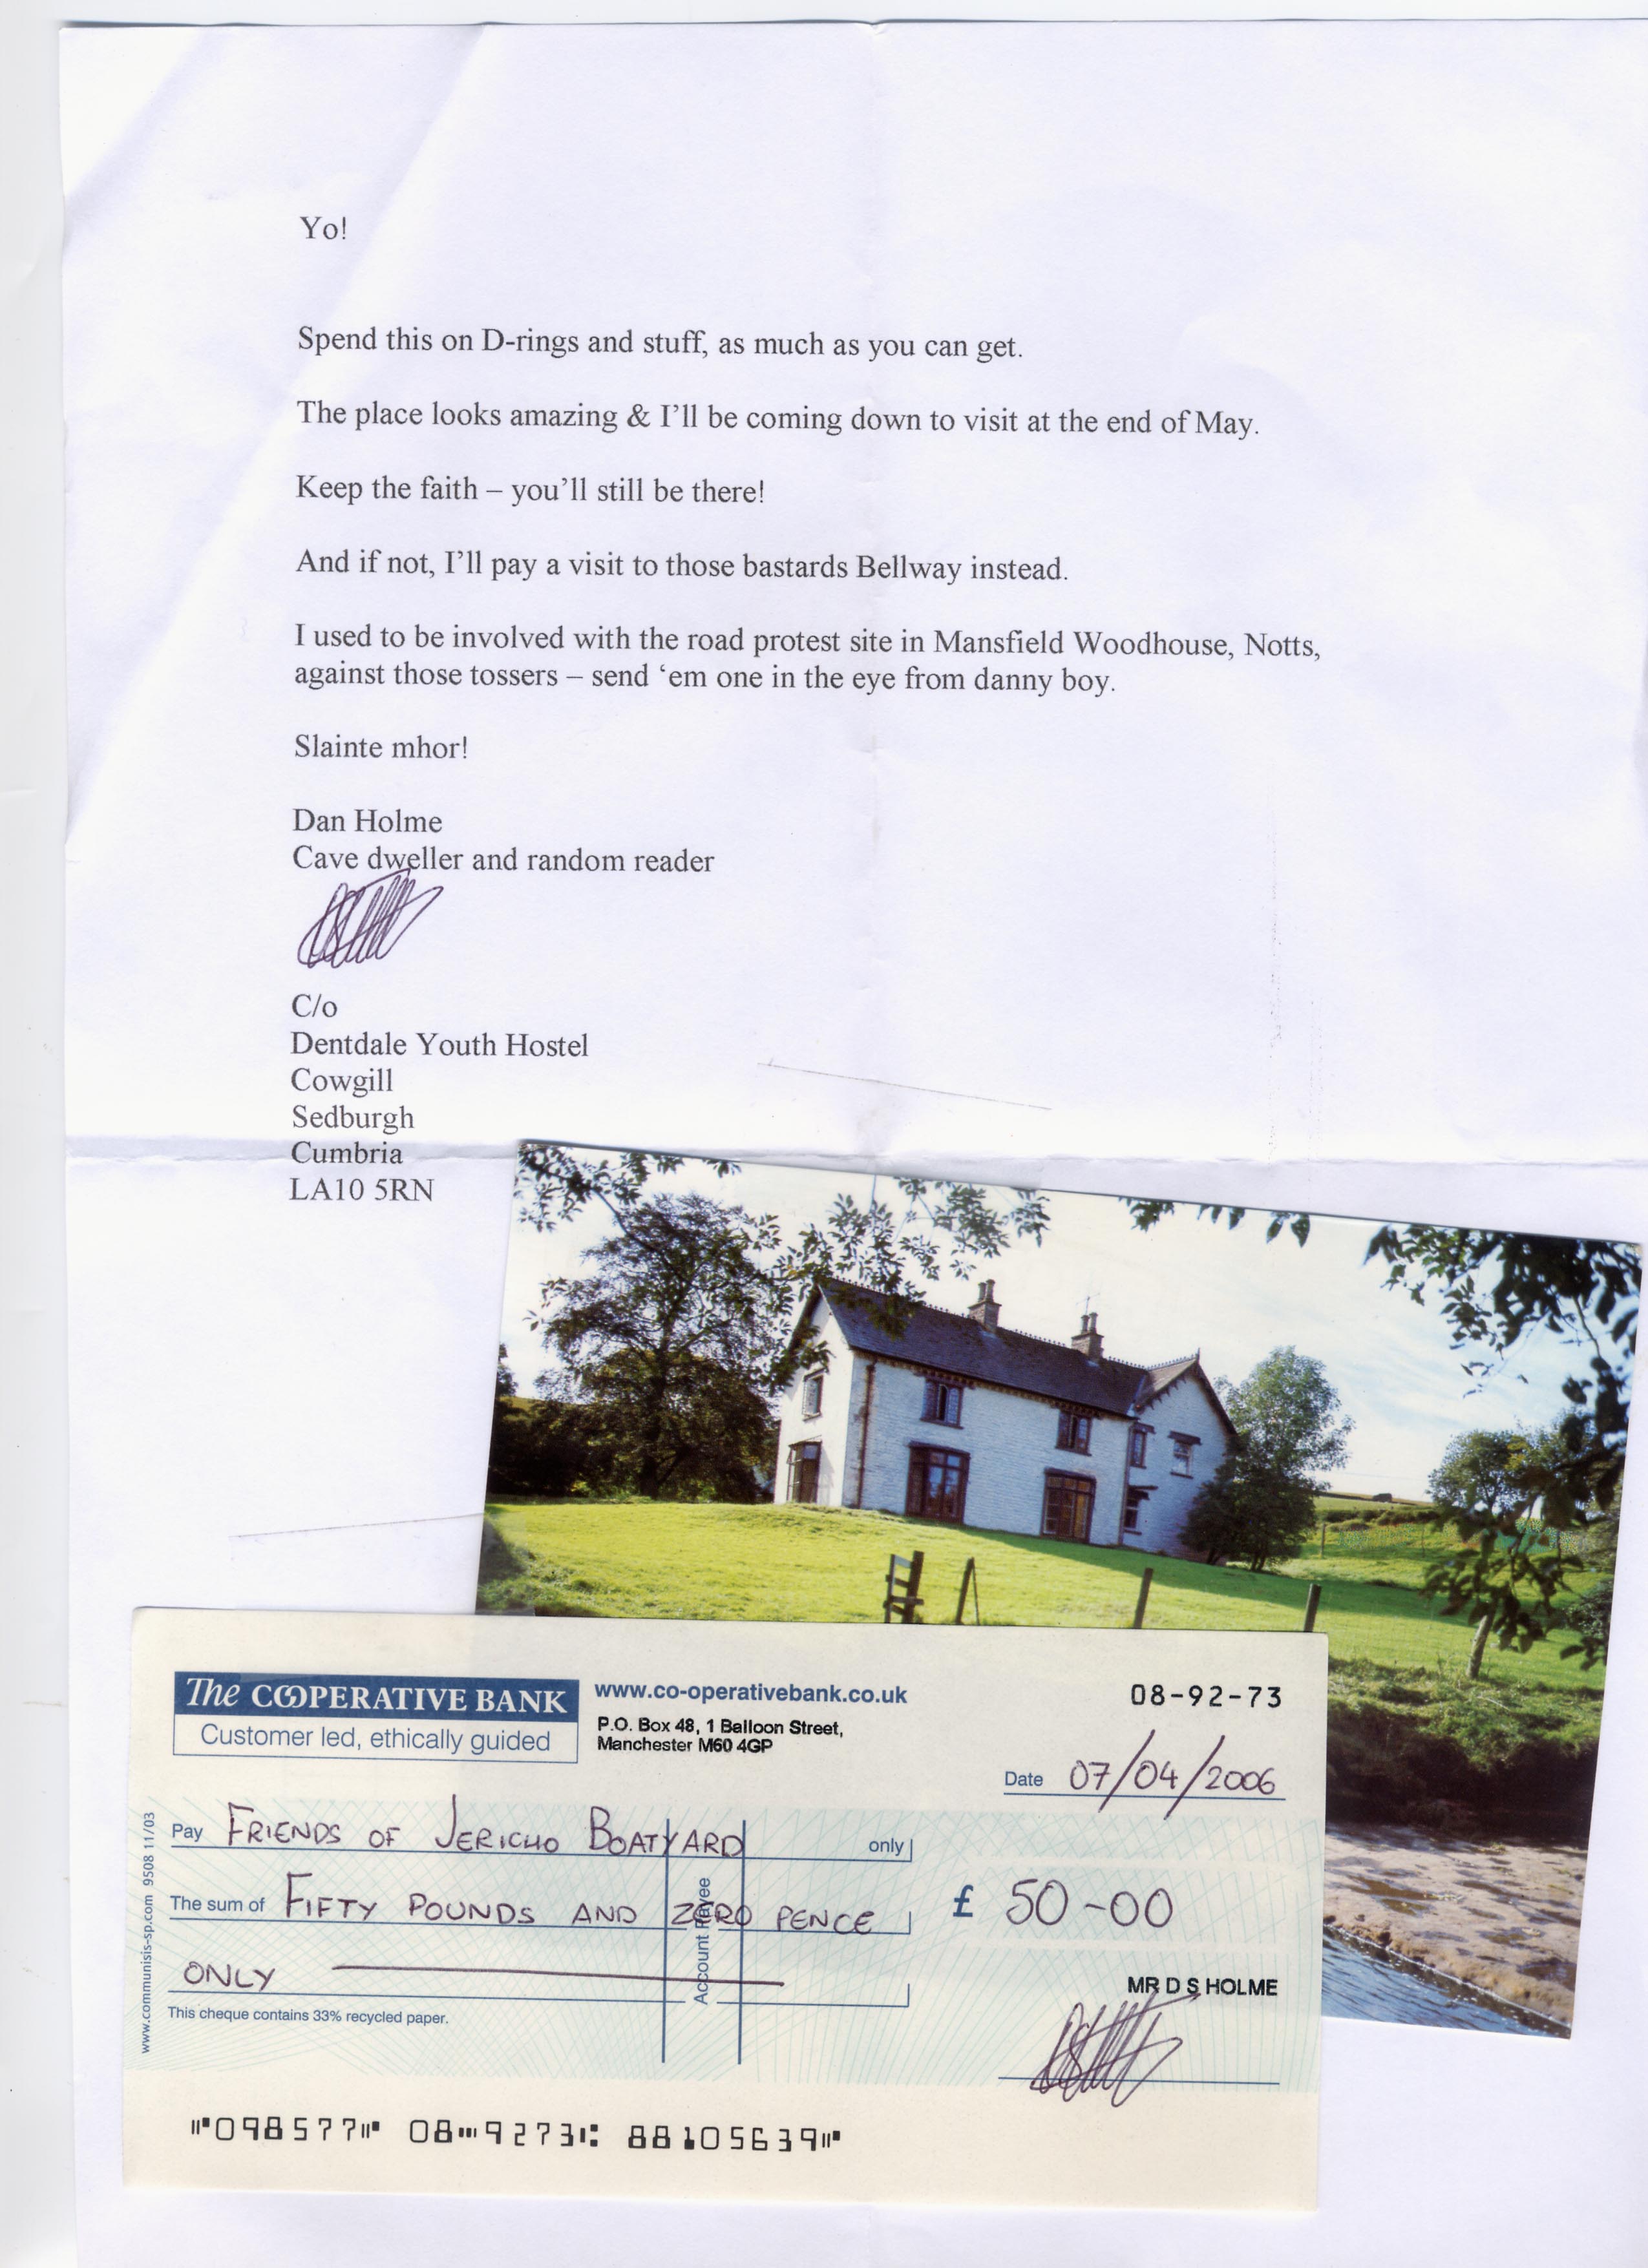 Yo!
Spend this on D-rings and stuff, as much as you can get.
The place looks amazing & I'll be coming down to visit at the end of May.
Keep the faith – you'll still be there!
And if not, I'll pay a visit to those bastards Bellway instead.
I used to be involved with the road protest site in Mansfield Woodhouse, Notts,
against those tossers – send 'em one in the eye from danny boy.
Slainte mhor!
Dan Holme
Cave dweller and random reader
C/o
Dentdale Youth Hostel
Cowgill
Sedburgh
Cumbria
LA10 5RN
The COOPERATIVE BANK
Customer led, ethically guided
www.co-operativebank.co.uk
P.O. Box 48, 1 Balloon Street,
Manchester M60 4GP
08-92-73
Date 07/04/2006
Pay FRIENDS OF JERICHO BOATYARD only
The sum of FIFTY POUNDS AND ZERO PENCE
£ 50-00
ONLY
Account Payee
MR D S HOLME
This cheque contains 33% recycled paper.
www.communisis-sp.com 9508 11/03
⑈098577⑈ 08⑉9273⑆ 88105639⑈